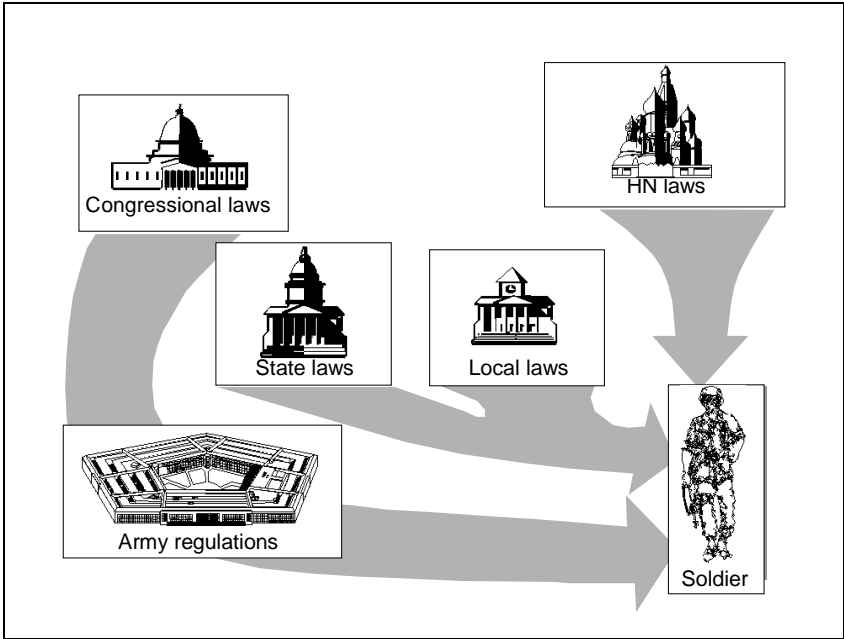 Congressional laws
HN laws
State laws
Local laws
Army regulations
Soldier